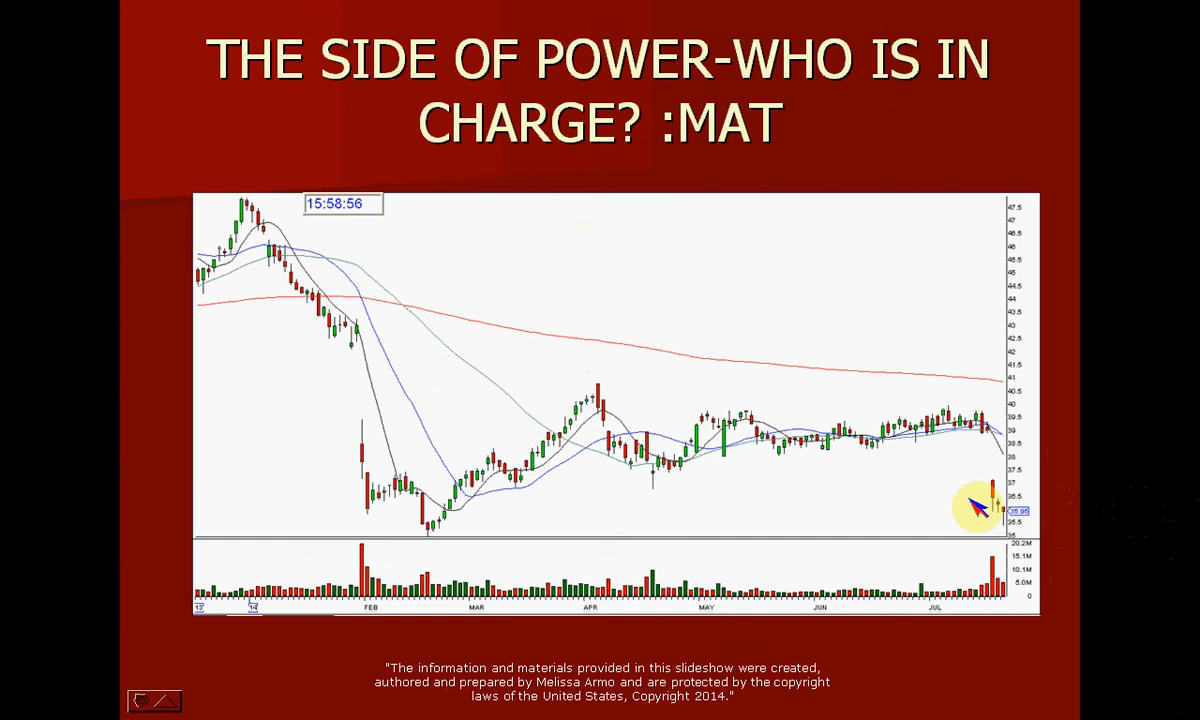 THE SIDE OF POWER-WHO IS IN
CHARGE? :MAT
15:58:56
47.5
47
46.5
46
45.5
45
44.5
44
43.5
43
42.5
42
41.5
41
40.5
40
39.5
39
38.5
38
37.5
37
36.5
35.95
35.5
35
20.2M
15.1M
10.1M
5.0M
0
13 14 FEB MAR APR MAY JUN JUL
"The information and materials provided in this slideshow were created,
authored and prepared by Melissa Armo and are protected by the copyright
laws of the United States, Copyright 2014."